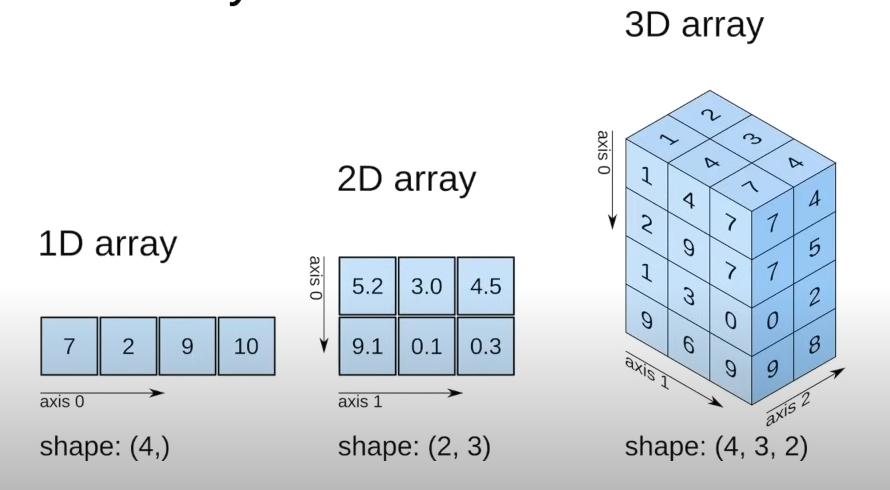 3D array
2D array
1D array
7 2 9 10
axis 0
shape: (4,)
axis 0
5.2 3.0 4.5
9.1 0.1 0.3
axis 1
shape: (2, 3)
axis 0
2
1 3
4 4
7
1 4 7 7 4
2 9 7 7 5
1 3 0 0 2
9 6 9 9 8
axis 1
axis 2
shape: (4, 3, 2)